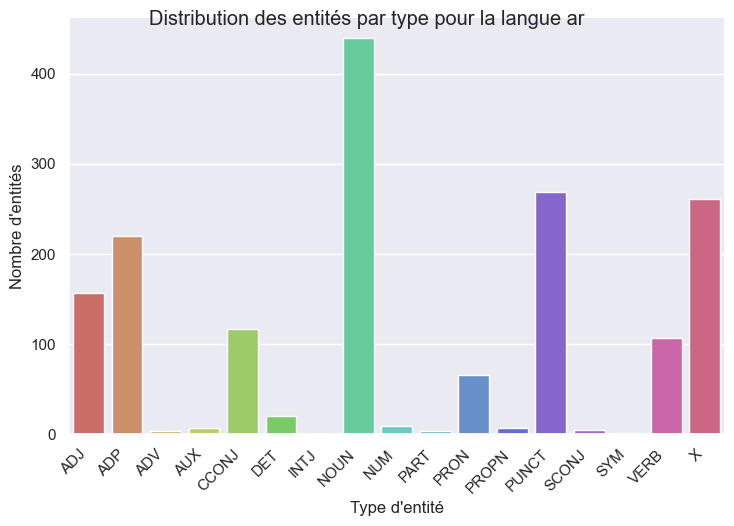 Distribution des entités par type pour la langue ar
Nombre d'entités
400
300
200
100
0
ADJ
ADP
ADV
AUX
CCONJ
DET
INTJ
NOUN
NUM
PART
PRON
PROPN
PUNCT
SCONJ
SYM
VERB
X
Type d'entité